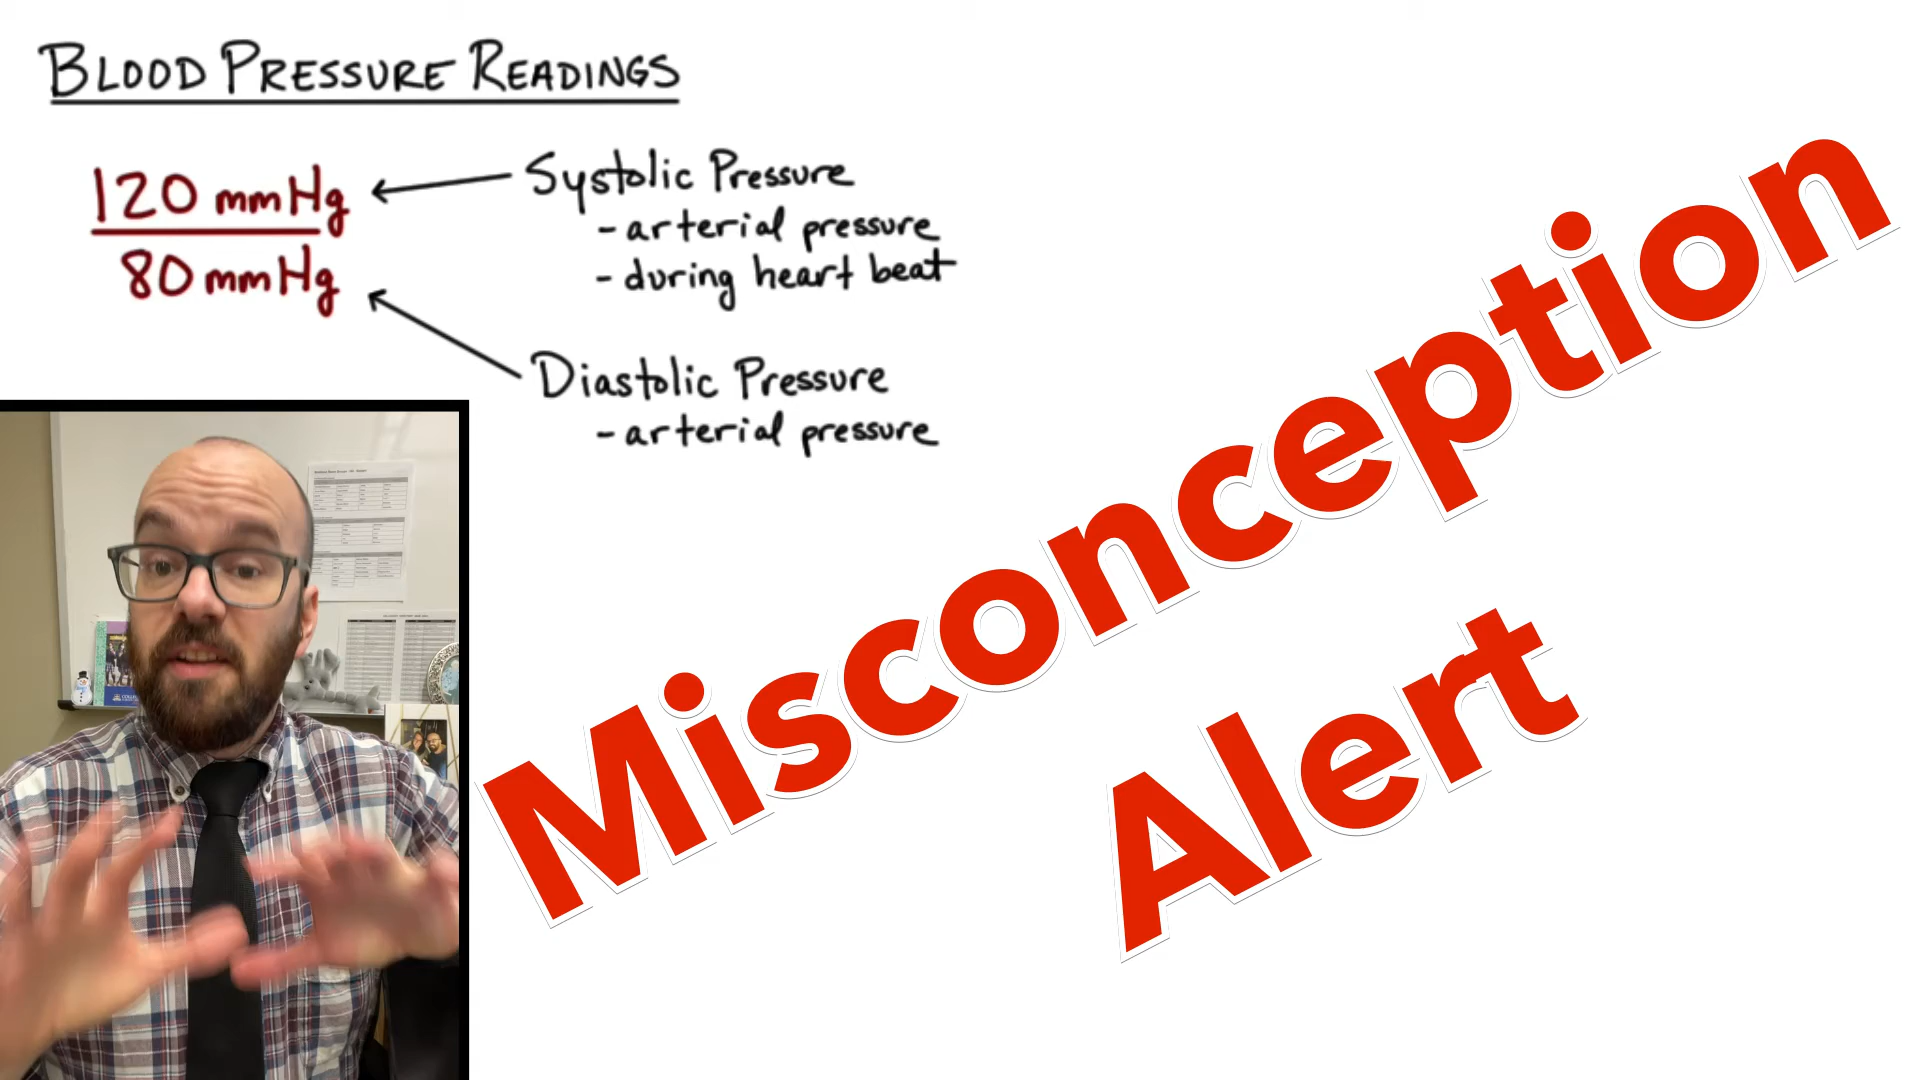 BLOOD PRESSURE READINGS
120 mmHg
80 mmHg
Systolic Pressure
- arterial pressure
- during heart beat
Diastolic Pressure
- arterial pressure
Misconception
Alert